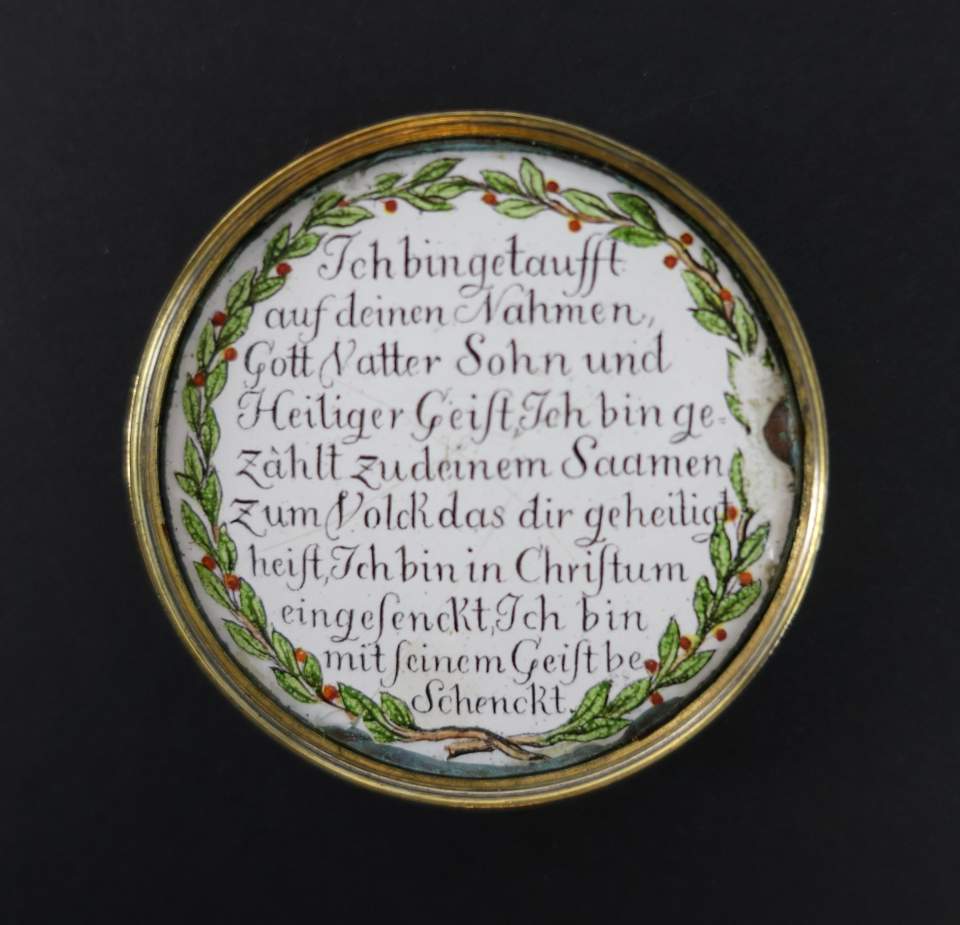 Ich bin getaufft
auf deinen Nahmen,
Gott Vatter Sohn und
Heiliger Geiſt, Ich bin ge=
zählt zu deinem Saamen
Zum Volck das dir geheiligt
heiſt, Ich bin in Chriſtum
eingeſenckt, Ich bin
mit ſeinem Geiſt be
Schenckt.